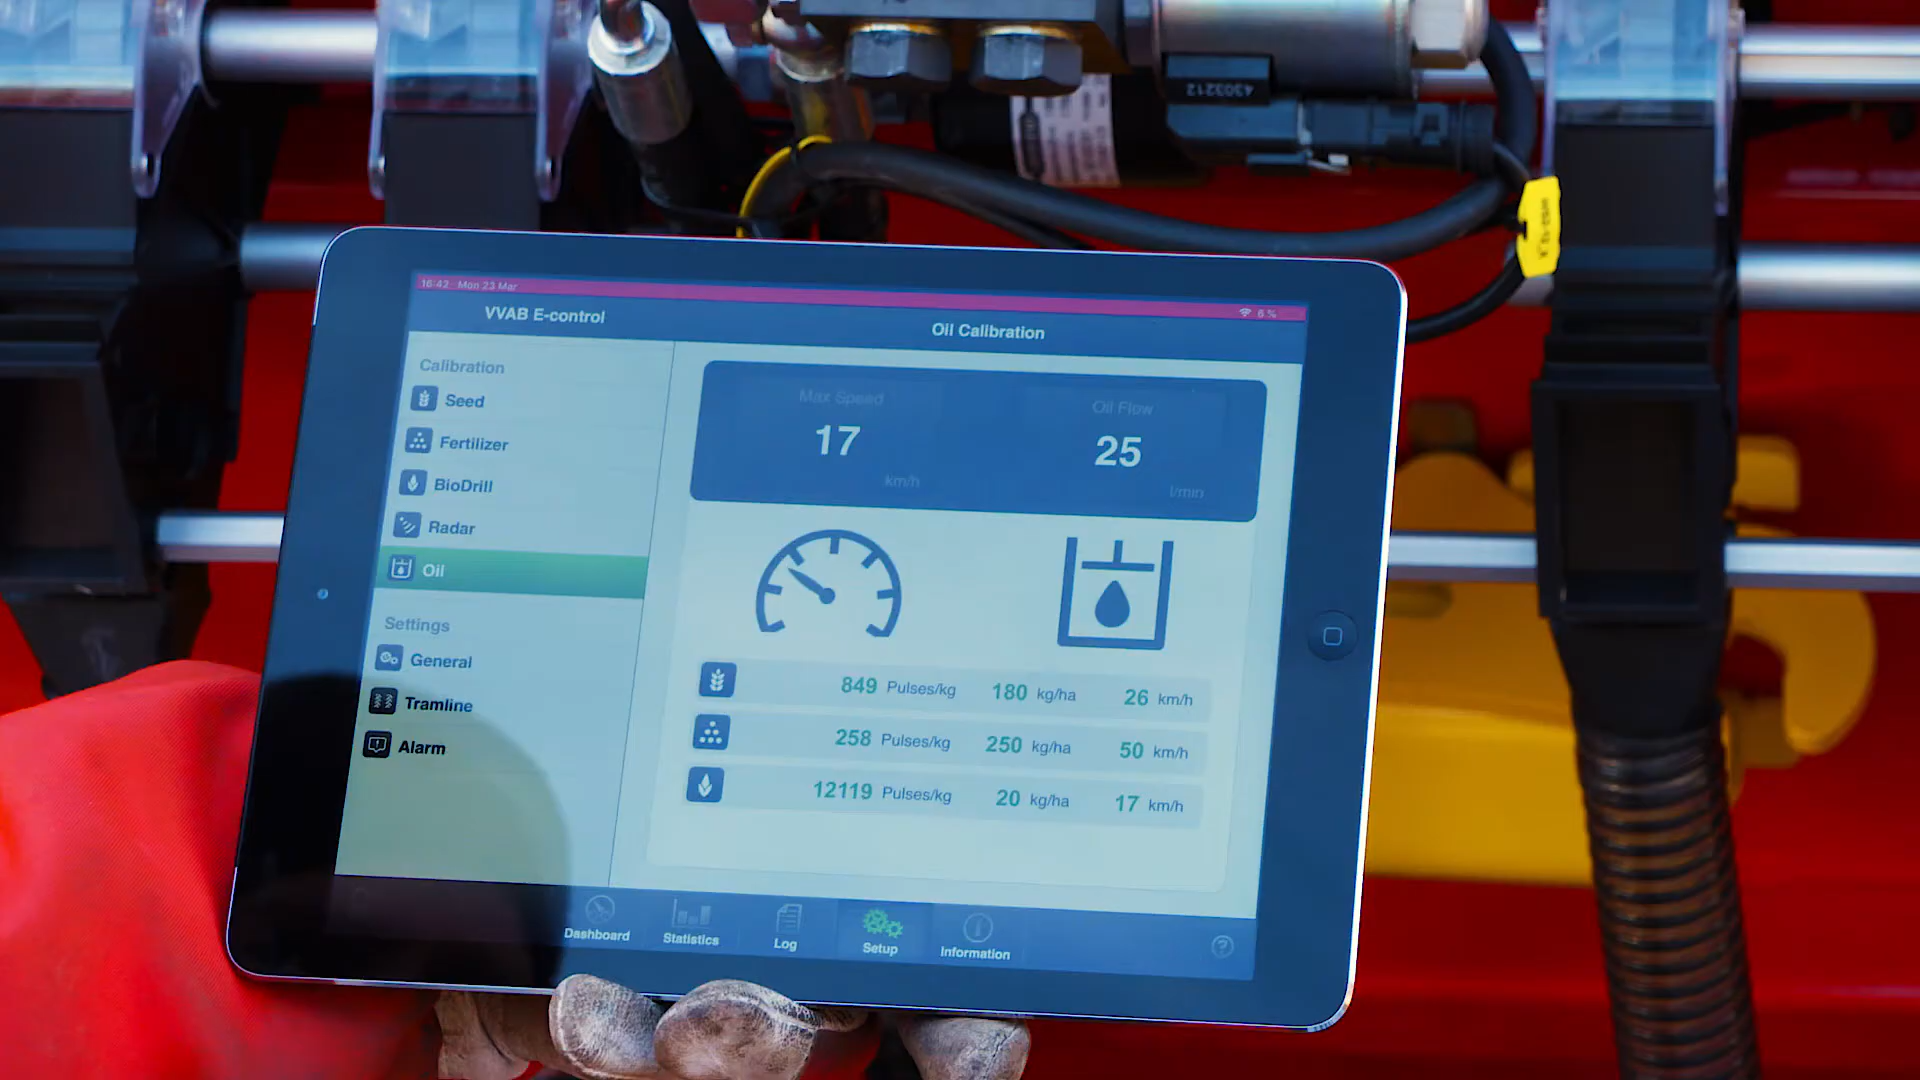 4303212
16:42 Mon 23 Mar
6 %
VVAB E-control
Oil Calibration
Calibration
Seed
Fertilizer
BioDrill
Radar
Oil
Settings
General
Tramline
Alarm
Max Speed
17
km/h
Oil Flow
25
l/min
849 Pulses/kg 180 kg/ha 26 km/h
258 Pulses/kg 250 kg/ha 50 km/h
12119 Pulses/kg 20 kg/ha 17 km/h
Dashboard
Statistics
Log
Setup
Information
?